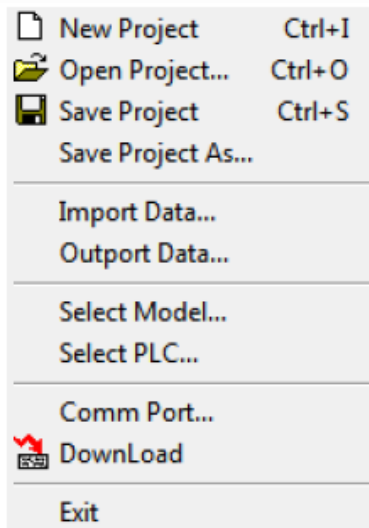 New Project Ctrl+I
Open Project... Ctrl+O
Save Project Ctrl+S
Save Project As...
Import Data...
Outport Data...
Select Model...
Select PLC...
Comm Port...
DownLoad
Exit